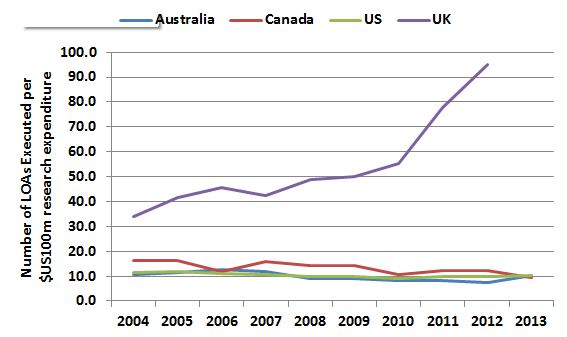 Australia Canada US UK
Number of LOAs Executed per
$US100m research expenditure
100.0
90.0
80.0
70.0
60.0
50.0
40.0
30.0
20.0
10.0
0.0
2004 2005 2006 2007 2008 2009 2010 2011 2012 2013